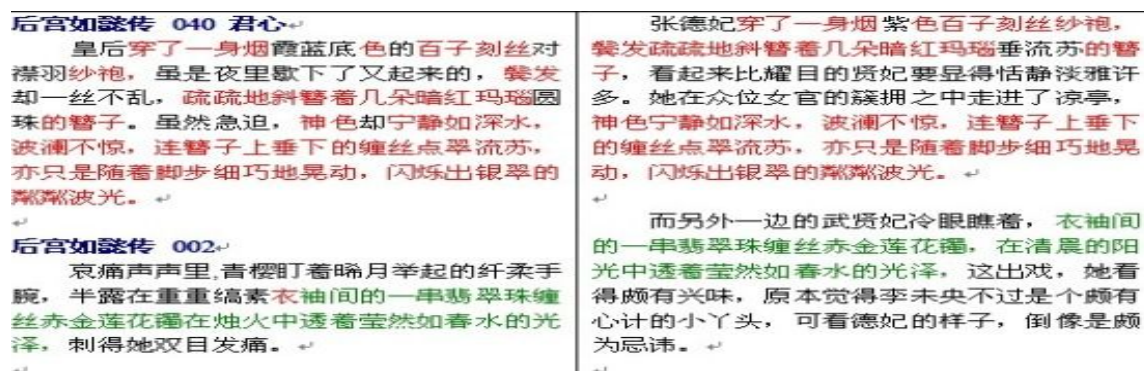 后宫如懿传 040 君心
皇后穿了一身烟霞蓝底色的百子刻丝对
襟羽纱袍，虽是夜里歇下了又起来的，鬓发
却一丝不乱，疏疏地斜簪着几朵暗红玛瑙圆
珠的簪子。虽然急迫，神色却宁静如深水，
波澜不惊，连簪子上垂下的缠丝点翠流苏，
亦只是随着脚步细巧地晃动，闪烁出银翠的
粼粼波光。
后宫如懿传 002
哀痛声声里,青樱盯着晞月举起的纤柔手
腕，半露在重重缟素衣袖间的一串翡翠珠缠
丝赤金莲花镯在烛火中透着莹然如春水的光
泽，刺得她双目发痛。
张德妃穿了一身烟紫色百子刻丝纱袍，
鬓发疏疏地斜簪着几朵暗红玛瑙垂流苏的簪
子，看起来比耀目的贤妃要显得恬静淡雅许
多。她在众位女官的簇拥之中走进了凉亭，
神色宁静如深水，波澜不惊，连簪子上垂下
的缠丝点翠流苏，亦只是随着脚步细巧地晃
动，闪烁出银翠的粼粼波光。
而另外一边的武贤妃冷眼瞧着，衣袖间
的一串翡翠珠缠丝赤金莲花镯，在清晨的阳
光中透着莹然如春水的光泽，这出戏，她看
得颇有兴味，原本觉得李未央不过是个颇有
心计的小丫头，可看德妃的样子，倒像是颇
为忌讳。